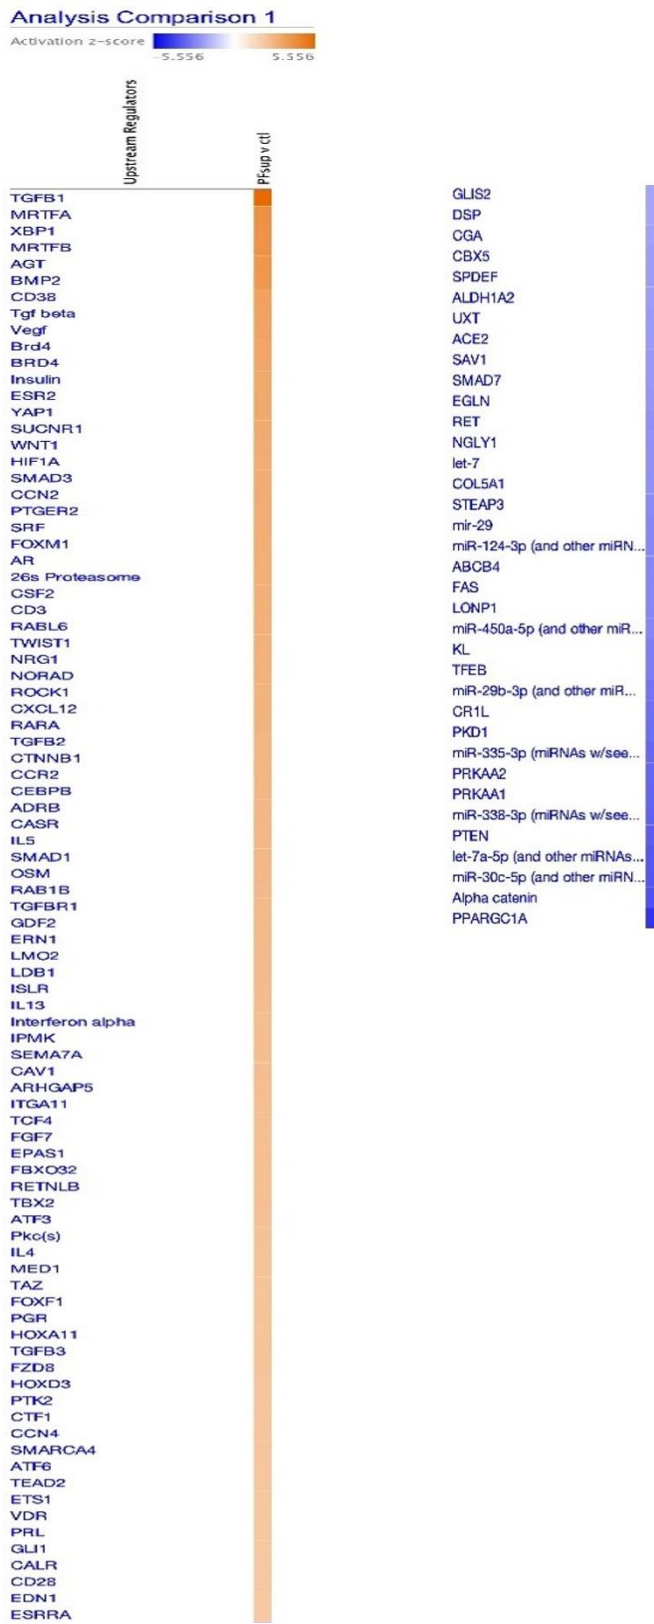 Analysis Comparison 1
Activation z-score
-5.556 5.156
Upstream Regulators
PFsup v ctl
TGFB1
MRTFA
XBP1
MRTFB
AGT
BMP2
CD38
Tgf beta
Vegf
Brd4
BRD4
Insulin
ESR2
YAP1
SUCNR1
WNT1
HIF1A
SMAD3
CCN2
PTGER2
SRF
FOXM1
AR
26s Proteasome
CSF2
CD3
RABL6
TWIST1
NRG1
NORAD
ROCK1
CXCL12
RARA
TGFB2
CTNNB1
CCR2
CEBPB
ADRB
CASR
IL5
SMAD1
OSM
RAB1B
TGFBR1
GDF2
ERN1
LMO2
LDB1
ISLR
IL13
Interferon alpha
IPMK
SEMA7A
CAV1
ARHGAP5
ITGA11
TCF4
FGF7
EPAS1
FBXO32
RETNLB
TBX2
ATF3
Pkc(s)
IL4
MED1
TAZ
FOXF1
PGR
HOXA11
TGFB3
FZD8
HOXD3
PTK2
CTF1
CCN4
SMARCA4
ATF6
TEAD2
ETS1
VDR
PRL
GLI1
CALR
CD28
EDN1
ESRRA
GLIS2
DSP
CGA
CBX5
SPDEF
ALDH1A2
UXT
ACE2
SAV1
SMAD7
EGLN
RET
NGLY1
let-7
COL5A1
STEAP3
mir-29
miR-124-3p (and other miRN...
ABCB4
FAS
LONP1
miR-450a-5p (and other miR...
KL
TFEB
miR-29b-3p (and other miR...
CR1L
PKD1
miR-335-3p (miRNAs w/see...
PRKAA2
PRKAA1
miR-338-3p (miRNAs w/see...
PTEN
let-7a-5p (and other miRNAs...
miR-30c-5p (and other miRN...
Alpha catenin
PPARGC1A